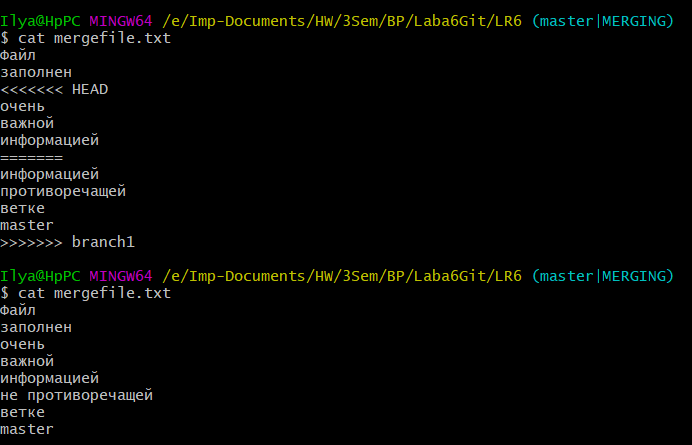 Ilya@HpPC MINGW64 /e/Imp-Documents/HW/3Sem/BP/Laba6Git/LR6 (master|MERGING)
$ cat mergefile.txt
файл
заполнен
<<<<<<< HEAD
очень
важной
информацией
=======
информацией
противоречащей
ветке
master
>>>>>>> branch1
Ilya@HpPC MINGW64 /e/Imp-Documents/HW/3Sem/BP/Laba6Git/LR6 (master|MERGING)
$ cat mergefile.txt
файл
заполнен
очень
важной
информацией
не противоречащей
ветке
master